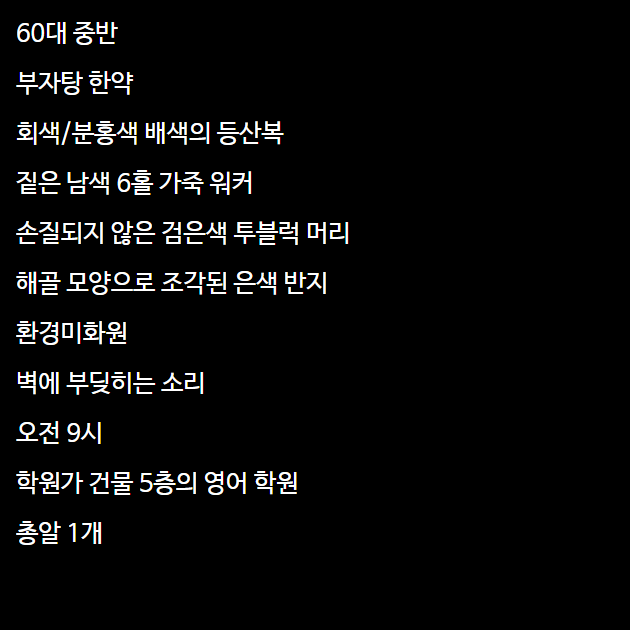 60대 중반
부자탕 한약
회색/분홍색 배색의 등산복
짙은 남색 6홀 가죽 워커
손질되지 않은 검은색 투블럭 머리
해골 모양으로 조각된 은색 반지
환경미화원
벽에 부딪히는 소리
오전 9시
학원가 건물 5층의 영어 학원
총알 1개